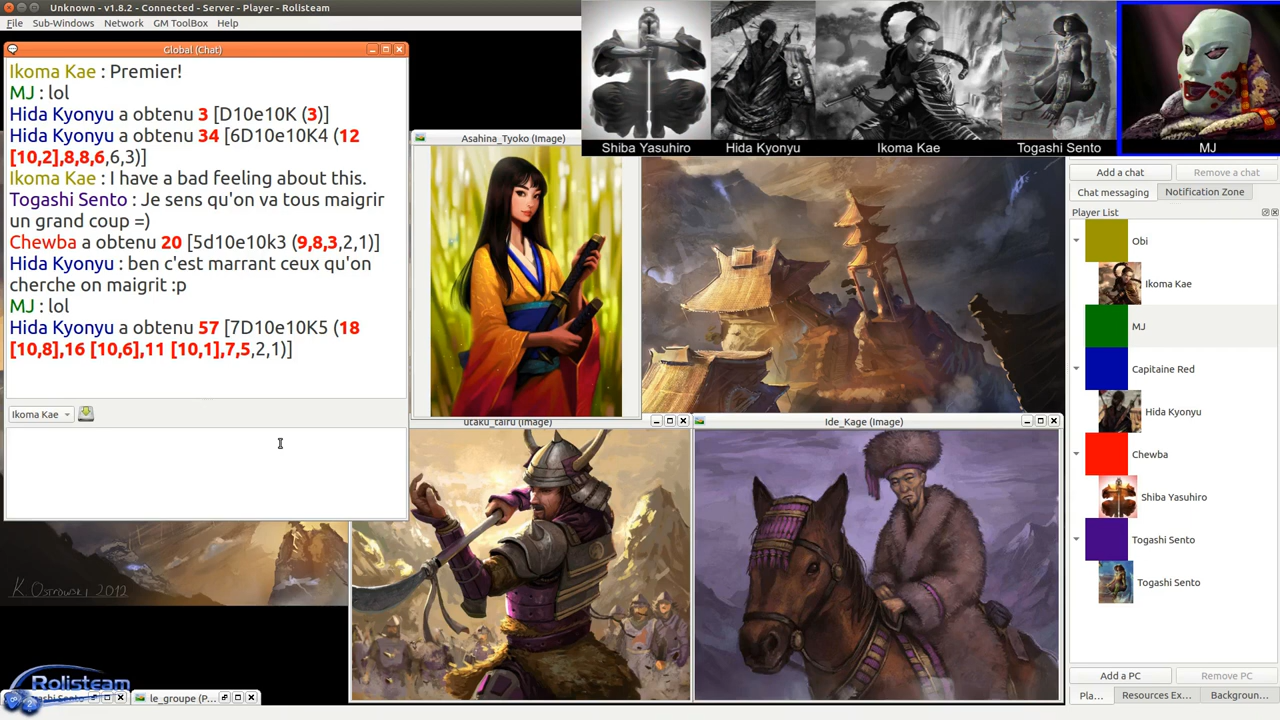 Unknown - v1.8.2 - Connected - Server - Player - Rolisteam
File Sub-Windows Network GM ToolBox Help
Global (Chat)
Ikoma Kae : Premier!
MJ : lol
Hida Kyonyu a obtenu 3 [D10e10K (3)]
Hida Kyonyu a obtenu 34 [6D10e10K4 (12
[10,2],8,8,6,6,3)]
Ikoma Kae : I have a bad feeling about this.
Togashi Sento : Je sens qu'on va tous maigrir
un grand coup =)
Chewba a obtenu 20 [5d10e10k3 (9,8,3,2,1)]
Hida Kyonyu : ben c'est marrant ceux qu'on
cherche on maigrit :p
MJ : lol
Hida Kyonyu a obtenu 57 [7D10e10K5 (18
[10,8],16 [10,6],11 [10,1],7,5,2,1)]
Ikoma Kae
K Ostrowski 2012
Rolisteam
le_groupe (P...
Asahina_Tyoko (Image)
utaku_tairu (Image)
Ide_Kage (Image)
Shiba Yasuhiro
Hida Kyonyu
Ikoma Kae
Togashi Sento
MJ
Add a chat
Remove a chat
Chat messaging
Notification Zone
Player List
Obi
Ikoma Kae
MJ
Capitaine Red
Hida Kyonyu
Chewba
Shiba Yasuhiro
Togashi Sento
Togashi Sento
Add a PC
Remove PC
Pla...
Resources Ex...
Backgroun...